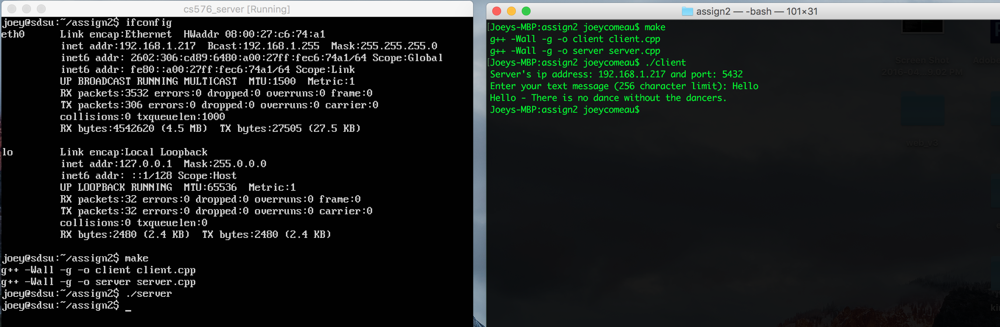 cs576_server [Running]
joey@sdsu:~/assign2$ ifconfig
eth0 Link encap:Ethernet HWaddr 08:00:27:c6:74:a1
inet addr:192.168.1.217 Bcast:192.168.1.255 Mask:255.255.255.0
inet6 addr: 2602:306:cd89:6480:a00:27ff:fec6:74a1/64 Scope:Global
inet6 addr: fe80::a00:27ff:fec6:74a1/64 Scope:Link
UP BROADCAST RUNNING MULTICAST MTU:1500 Metric:1
RX packets:3532 errors:0 dropped:0 overruns:0 frame:0
TX packets:306 errors:0 dropped:0 overruns:0 carrier:0
collisions:0 txqueuelen:1000
RX bytes:4542620 (4.5 MB) TX bytes:27505 (27.5 KB)
lo Link encap:Local Loopback
inet addr:127.0.0.1 Mask:255.0.0.0
inet6 addr: ::1/128 Scope:Host
UP LOOPBACK RUNNING MTU:65536 Metric:1
RX packets:32 errors:0 dropped:0 overruns:0 frame:0
TX packets:32 errors:0 dropped:0 overruns:0 carrier:0
collisions:0 txqueuelen:0
RX bytes:2480 (2.4 KB) TX bytes:2480 (2.4 KB)
joey@sdsu:~/assign2$ make
g++ -Wall -g -o client client.cpp
g++ -Wall -g -o server server.cpp
joey@sdsu:~/assign2$ ./server
joey@sdsu:~/assign2$ _
assign2 — -bash — 101×31
[Joeys-MBP:assign2 joeycomeau$ make
g++ -Wall -g -o client client.cpp
g++ -Wall -g -o server server.cpp
[Joeys-MBP:assign2 joeycomeau$ ./client
Server's ip address: 192.168.1.217 and port: 5432
Enter your text message (256 character limit): Hello
Hello - There is no dance without the dancers.
Joeys-MBP:assign2 joeycomeau$
Screen Shot
2016-04...9.02 PM
Adobe
web_v3